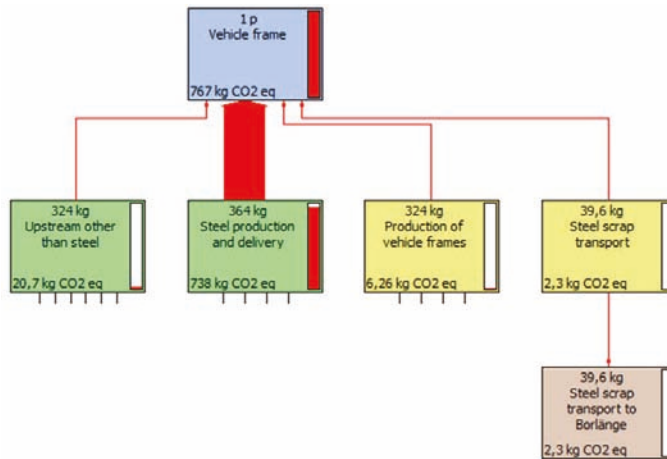 1 p
Vehicle frame
767 kg CO2 eq
324 kg
Upstream other
than steel
20,7 kg CO2 eq
364 kg
Steel production
and delivery
738 kg CO2 eq
324 kg
Production of
vehicle frames
6,26 kg CO2 eq
39,6 kg
Steel scrap
transport
2,3 kg CO2 eq
39,6 kg
Steel scrap
transport to
Borlänge
2,3 kg CO2 eq